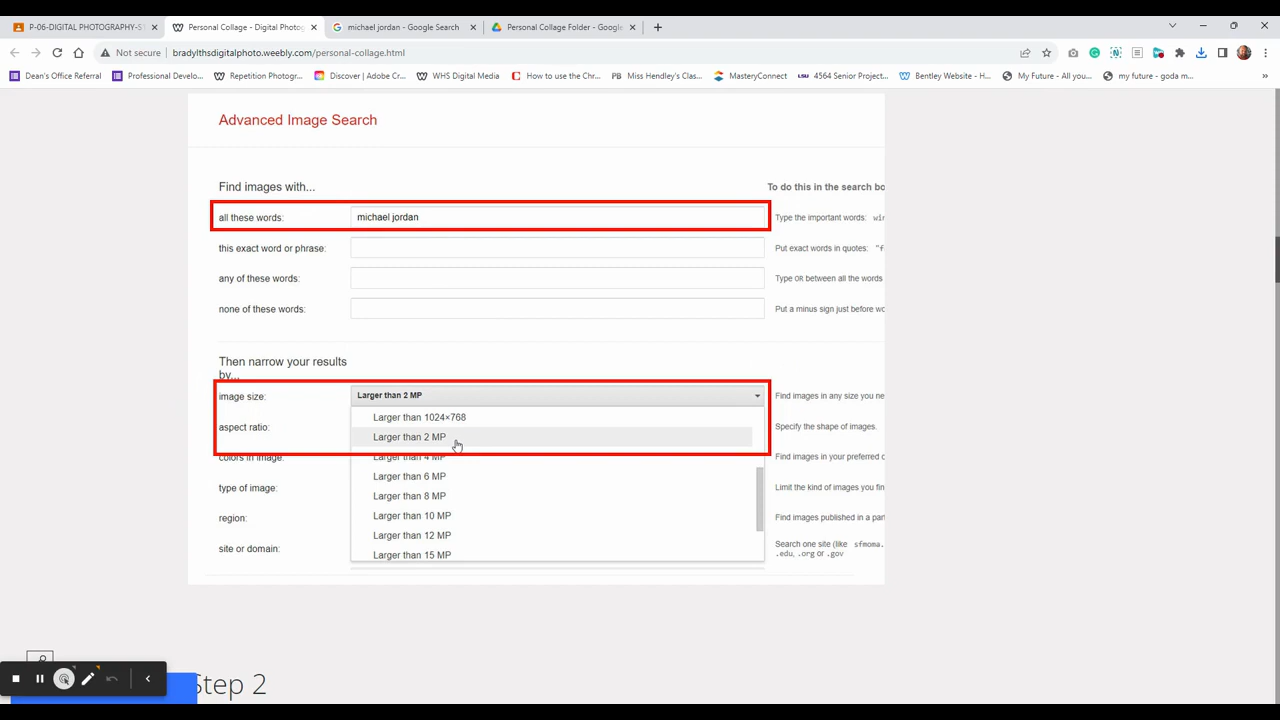 P-06-DIGITAL PHOTOGRAPHY-S
Personal Collage - Digital Photog
michael jordan - Google Search
Personal Collage Folder - Google
Not secure
bradylthsdigitalphoto.weebly.com/personal-collage.html
Dean's Office Referral
Professional Develo...
Repetition Photogr...
Discover | Adobe Cr...
WHS Digital Media
How to use the Chr...
Miss Hendley's Clas...
MasteryConnect
4564 Senior Project...
Bentley Website - H...
My Future - All you...
my future - goda m...
»
Advanced Image Search
Find images with...
To do this in the search bo
all these words:
michael jordan
Type the important words: wi
this exact word or phrase:
Put exact words in quotes: "f
any of these words:
Type OR between all the words
none of these words:
Put a minus sign just before wo
Then narrow your results
by...
image size:
Larger than 2 MP
Find images in any size you ne
Larger than 1024×768
aspect ratio:
Specify the shape of images.
Larger than 2 MP
colors in image:
Larger than 4 MP
Find images in your preferred c
Larger than 6 MP
type of image:
Limit the kind of images you fin
Larger than 8 MP
region:
Larger than 10 MP
Find images published in a part
Larger than 12 MP
site or domain:
Search one site (like sfmoma.
.edu, .org or .gov
Larger than 15 MP
Step 2